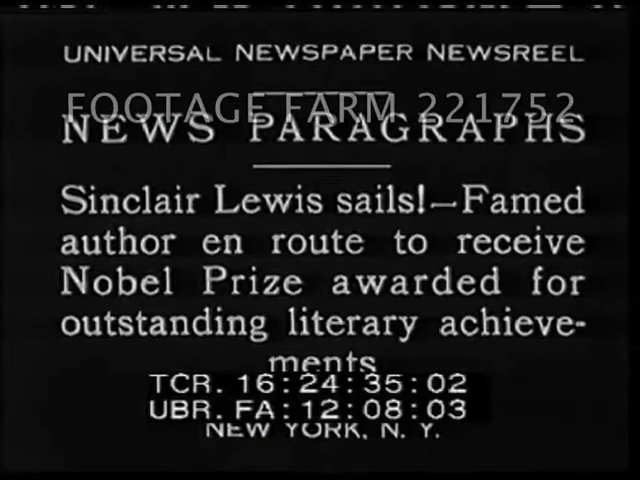 UNIVERSAL NEWSPAPER NEWSREEL
FOOTAGE FARM 221752
NEWS PARAGRAPHS
Sinclair Lewis sails!—Famed
author en route to receive
Nobel Prize awarded for
outstanding literary achieve-
ments
TCR. 16:24:35:02
UBR. FA:12:08:03
NEW YORK, N. Y.